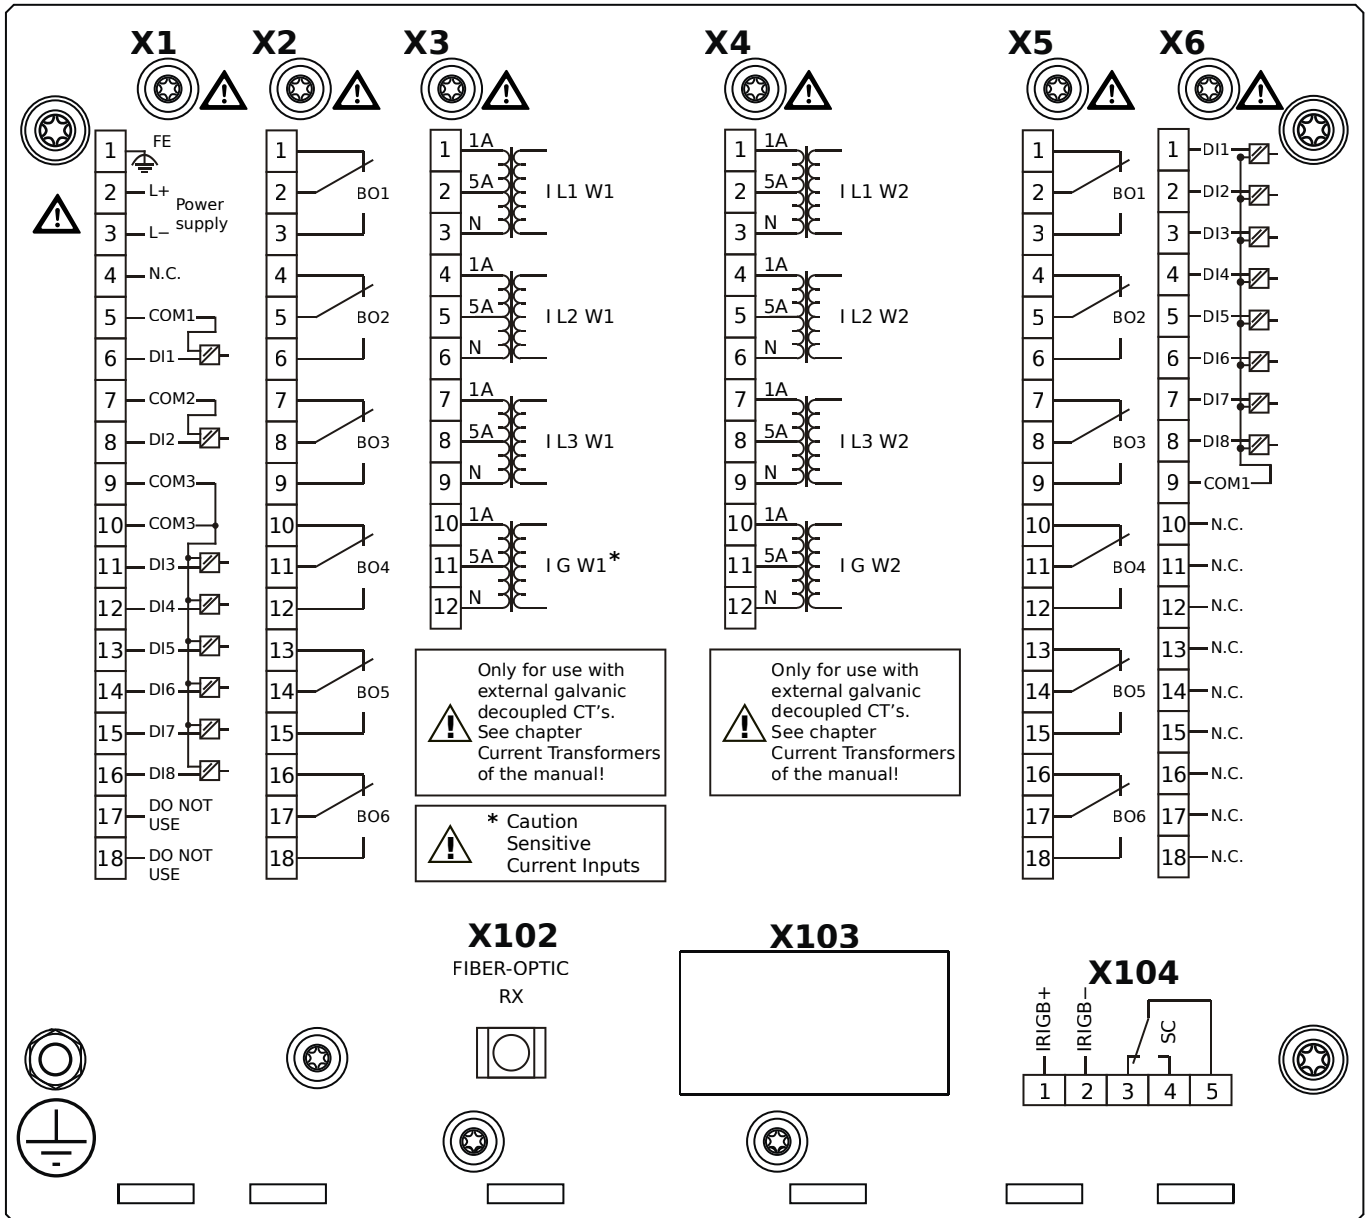 X1
X2
X3
X4
X5
X6
1 FE
2 L+
Power
supply
3 L−
4 N.C.
5 COM1
6 DI1
7 COM2
8 DI2
9 COM3
10 COM3
11 DI3
12 DI4
13 DI5
14 DI6
15 DI7
16 DI8
17 DO NOT
USE
18 DO NOT
USE
1
2 BO1
3
4
5 BO2
6
7
8 BO3
9
10
11 BO4
12
13
14 BO5
15
16
17 BO6
18
1 1A
2 5A I L1 W1
3 N
4 1A
5 5A I L2 W1
6 N
7 1A
8 5A I L3 W1
9 N
10 1A
11 5A I G W1*
12 N
Only for use with
external galvanic
decoupled CT's.
See chapter
Current Transformers
of the manual!
* Caution
Sensitive
Current Inputs
1 1A
2 5A I L1 W2
3 N
4 1A
5 5A I L2 W2
6 N
7 1A
8 5A I L3 W2
9 N
10 1A
11 5A I G W2
12 N
Only for use with
external galvanic
decoupled CT's.
See chapter
Current Transformers
of the manual!
1
2 BO1
3
4
5 BO2
6
7
8 BO3
9
10
11 BO4
12
13
14 BO5
15
16
17 BO6
18
1 DI1
2 DI2
3 DI3
4 DI4
5 DI5
6 DI6
7 DI7
8 DI8
9 COM1
10 N.C.
11 N.C.
12 N.C.
13 N.C.
14 N.C.
15 N.C.
16 N.C.
17 N.C.
18 N.C.
X102
FIBER-OPTIC
RX
X103
X104
IRIGB+
IRIGB−
SC
1 2 3 4 5